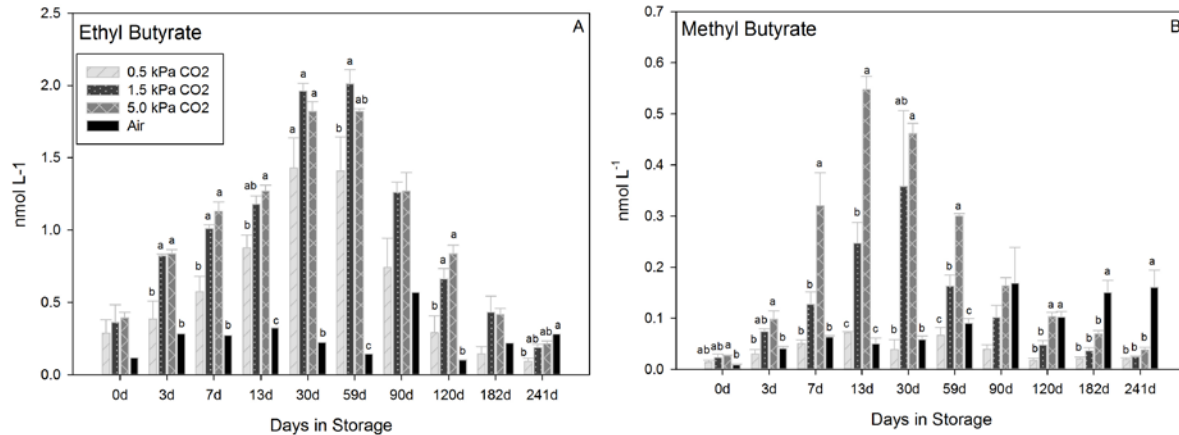 Ethyl Butyrate
A
0.5 kPa CO2
1.5 kPa CO2
5.0 kPa CO2
Air
2.5
2.0
1.5
1.0
0.5
0.0
nmol L-1
b a a b
b a a b
b ab a c
a a a b
b a ab c
b a a b
b ab ab a
0d 3d 7d 13d 30d 59d 90d 120d 182d 241d
Days in Storage
Methyl Butyrate
B
0.7
0.6
0.5
0.4
0.3
0.2
0.1
0.0
nmol L-1
ab ab a b
b a a b
b b a b
c b a c
b ab a b
c b a c
b a a
b b a
b b b a
0d 3d 7d 13d 30d 59d 90d 120d 182d 241d
Days in Storage